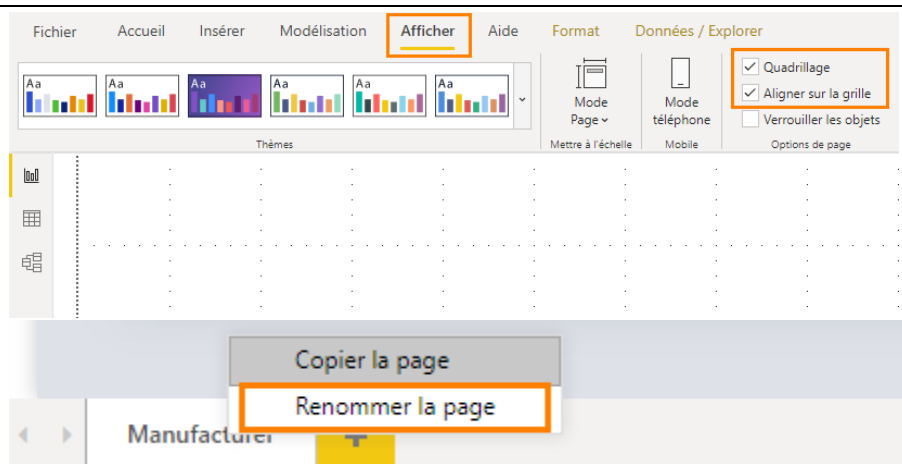 Fichier Accueil Insérer Modélisation Afficher Aide Format Données / Explorer
Aa Aa Aa Aa Aa Aa
Mode
Page
Mode
téléphone
Quadrillage
Aligner sur la grille
Verrouiller les objets
Thèmes Mettre à l'échelle Mobile Options de page
Copier la page
Renommer la page
Manufacturer +